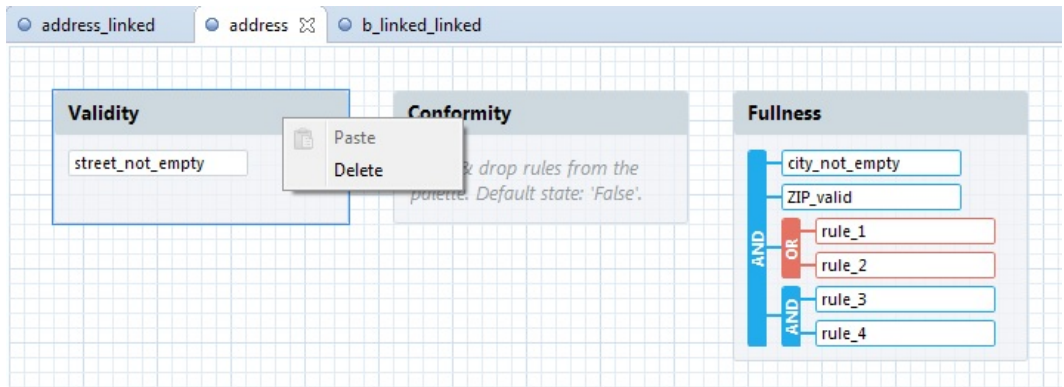 address_linked
address
b_linked_linked
Validity
street_not_empty
Paste
Delete
Conformity
& drop rules from the
palette. Default state: 'False'.
Fullness
AND
city_not_empty
ZIP_valid
OR
rule_1
rule_2
AND
rule_3
rule_4